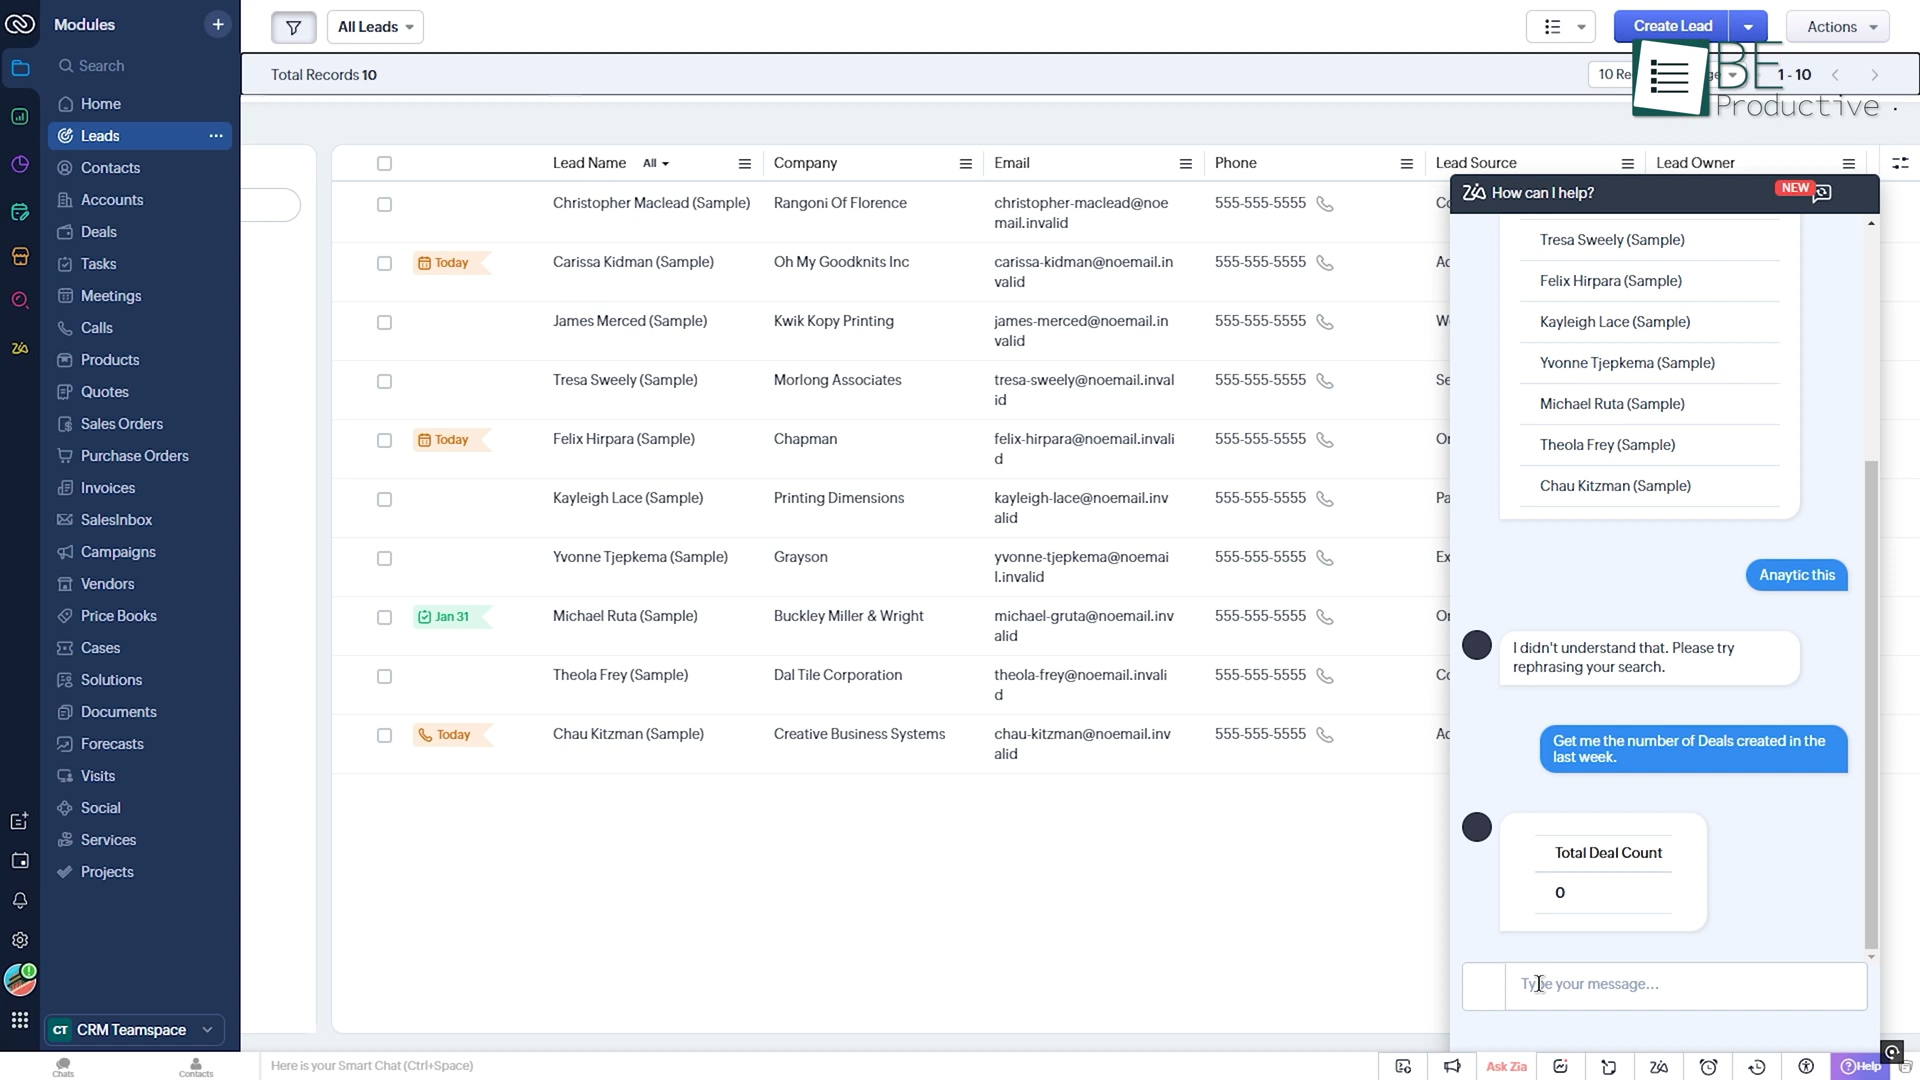 Modules
+
Search
Home
Leads
Contacts
Accounts
Deals
Tasks
Meetings
Calls
Products
Quotes
Sales Orders
Purchase Orders
Invoices
SalesInbox
Campaigns
Vendors
Price Books
Cases
Solutions
Documents
Forecasts
Visits
Social
Services
Projects
CT CRM Teamspace
All Leads
Create Lead
Actions
Total Records 10
10 Re
1 - 10
BE
Productive
Lead Name All Company Email Phone Lead Source Lead Owner
Christopher Maclead (Sample) Rangoni Of Florence christopher-maclead@noe 555-555-5555 Co
mail.invalid
Today Carissa Kidman (Sample) Oh My Goodknits Inc carissa-kidman@noemail.in 555-555-5555 Ac
valid
James Merced (Sample) Kwik Kopy Printing james-merced@noemail.in 555-555-5555 W
valid
Tresa Sweely (Sample) Morlong Associates tresa-sweely@noemail.inval 555-555-5555 Se
id
Today Felix Hirpara (Sample) Chapman felix-hirpara@noemail.invali 555-555-5555 Or
d
Kayleigh Lace (Sample) Printing Dimensions kayleigh-lace@noemail.inv 555-555-5555 Pa
alid
Yvonne Tjepkema (Sample) Grayson yvonne-tjepkema@noemai 555-555-5555 Ex
l.invalid
Jan 31 Michael Ruta (Sample) Buckley Miller & Wright michael-gruta@noemail.inv 555-555-5555 Or
alid
Theola Frey (Sample) Dal Tile Corporation theola-frey@noemail.invali 555-555-5555 Co
d
Today Chau Kitzman (Sample) Creative Business Systems chau-kitzman@noemail.inv 555-555-5555 Ac
alid
How can I help?
NEW
Tresa Sweely (Sample)
Felix Hirpara (Sample)
Kayleigh Lace (Sample)
Yvonne Tjepkema (Sample)
Michael Ruta (Sample)
Theola Frey (Sample)
Chau Kitzman (Sample)
Anaytic this
I didn't understand that. Please try
rephrasing your search.
Get me the number of Deals created in the
last week.
Total Deal Count
0
Type your message...
Chats
Contacts
Here is your Smart Chat (Ctrl+Space)
Ask Zia
Help